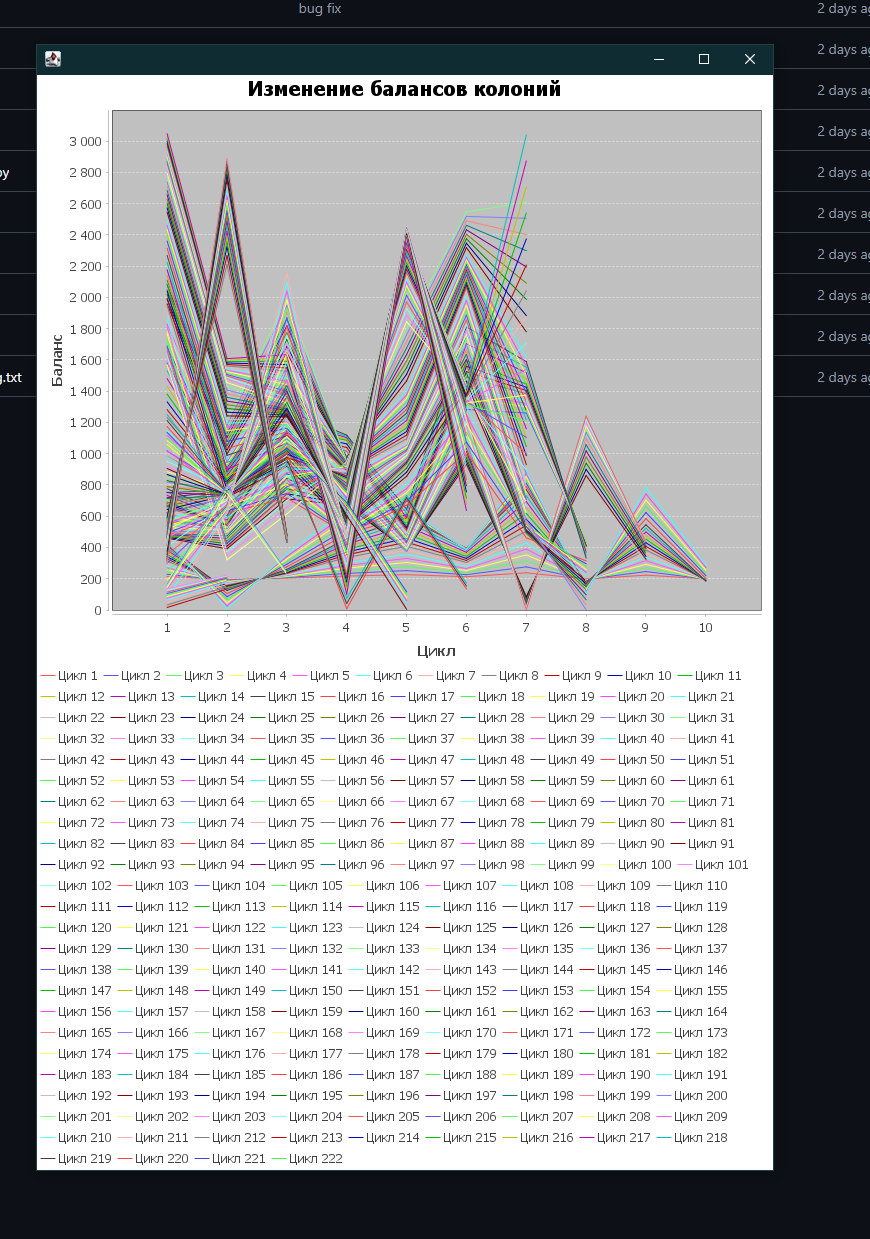 bug fix 2 days ag
2 days ag
2 days ag
2 days ag
py 2 days ag
2 days ag
2 days ag
2 days ag
2 days ag
g.txt 2 days ag
Изменение балансов колоний
3 000
2 800
2 600
2 400
2 200
2 000
1 800
1 600
1 400
1 200
1 000
800
600
400
200
0
Баланс
1 2 3 4 5 6 7 8 9 10
Цикл
Цикл 1 Цикл 2 Цикл 3 Цикл 4 Цикл 5 Цикл 6 Цикл 7 Цикл 8 Цикл 9 Цикл 10 Цикл 11
Цикл 12 Цикл 13 Цикл 14 Цикл 15 Цикл 16 Цикл 17 Цикл 18 Цикл 19 Цикл 20 Цикл 21
Цикл 22 Цикл 23 Цикл 24 Цикл 25 Цикл 26 Цикл 27 Цикл 28 Цикл 29 Цикл 30 Цикл 31
Цикл 32 Цикл 33 Цикл 34 Цикл 35 Цикл 36 Цикл 37 Цикл 38 Цикл 39 Цикл 40 Цикл 41
Цикл 42 Цикл 43 Цикл 44 Цикл 45 Цикл 46 Цикл 47 Цикл 48 Цикл 49 Цикл 50 Цикл 51
Цикл 52 Цикл 53 Цикл 54 Цикл 55 Цикл 56 Цикл 57 Цикл 58 Цикл 59 Цикл 60 Цикл 61
Цикл 62 Цикл 63 Цикл 64 Цикл 65 Цикл 66 Цикл 67 Цикл 68 Цикл 69 Цикл 70 Цикл 71
Цикл 72 Цикл 73 Цикл 74 Цикл 75 Цикл 76 Цикл 77 Цикл 78 Цикл 79 Цикл 80 Цикл 81
Цикл 82 Цикл 83 Цикл 84 Цикл 85 Цикл 86 Цикл 87 Цикл 88 Цикл 89 Цикл 90 Цикл 91
Цикл 92 Цикл 93 Цикл 94 Цикл 95 Цикл 96 Цикл 97 Цикл 98 Цикл 99 Цикл 100 Цикл 101
Цикл 102 Цикл 103 Цикл 104 Цикл 105 Цикл 106 Цикл 107 Цикл 108 Цикл 109 Цикл 110
Цикл 111 Цикл 112 Цикл 113 Цикл 114 Цикл 115 Цикл 116 Цикл 117 Цикл 118 Цикл 119
Цикл 120 Цикл 121 Цикл 122 Цикл 123 Цикл 124 Цикл 125 Цикл 126 Цикл 127 Цикл 128
Цикл 129 Цикл 130 Цикл 131 Цикл 132 Цикл 133 Цикл 134 Цикл 135 Цикл 136 Цикл 137
Цикл 138 Цикл 139 Цикл 140 Цикл 141 Цикл 142 Цикл 143 Цикл 144 Цикл 145 Цикл 146
Цикл 147 Цикл 148 Цикл 149 Цикл 150 Цикл 151 Цикл 152 Цикл 153 Цикл 154 Цикл 155
Цикл 156 Цикл 157 Цикл 158 Цикл 159 Цикл 160 Цикл 161 Цикл 162 Цикл 163 Цикл 164
Цикл 165 Цикл 166 Цикл 167 Цикл 168 Цикл 169 Цикл 170 Цикл 171 Цикл 172 Цикл 173
Цикл 174 Цикл 175 Цикл 176 Цикл 177 Цикл 178 Цикл 179 Цикл 180 Цикл 181 Цикл 182
Цикл 183 Цикл 184 Цикл 185 Цикл 186 Цикл 187 Цикл 188 Цикл 189 Цикл 190 Цикл 191
Цикл 192 Цикл 193 Цикл 194 Цикл 195 Цикл 196 Цикл 197 Цикл 198 Цикл 199 Цикл 200
Цикл 201 Цикл 202 Цикл 203 Цикл 204 Цикл 205 Цикл 206 Цикл 207 Цикл 208 Цикл 209
Цикл 210 Цикл 211 Цикл 212 Цикл 213 Цикл 214 Цикл 215 Цикл 216 Цикл 217 Цикл 218
Цикл 219 Цикл 220 Цикл 221 Цикл 222